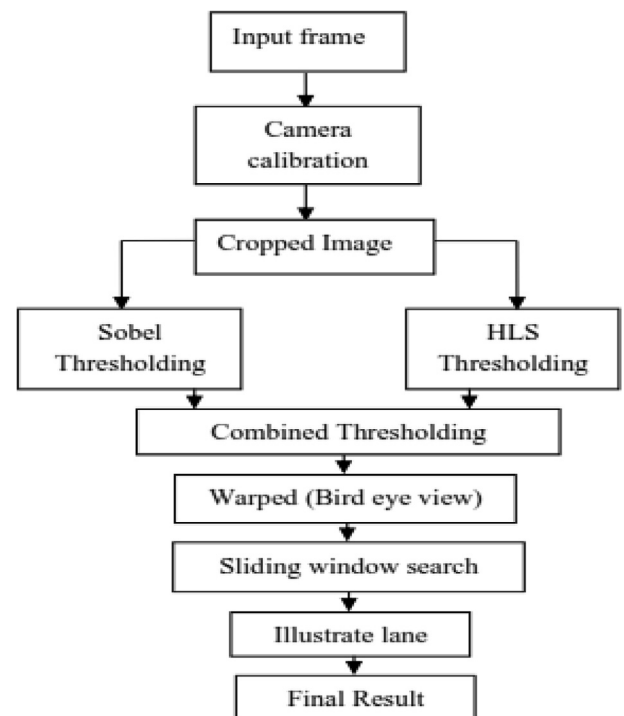 Input frame
Camera
calibration
Cropped Image
Sobel
Thresholding
HLS
Thresholding
Combined Thresholding
Warped (Bird eye view)
Sliding window search
Illustrate lane
Final Result